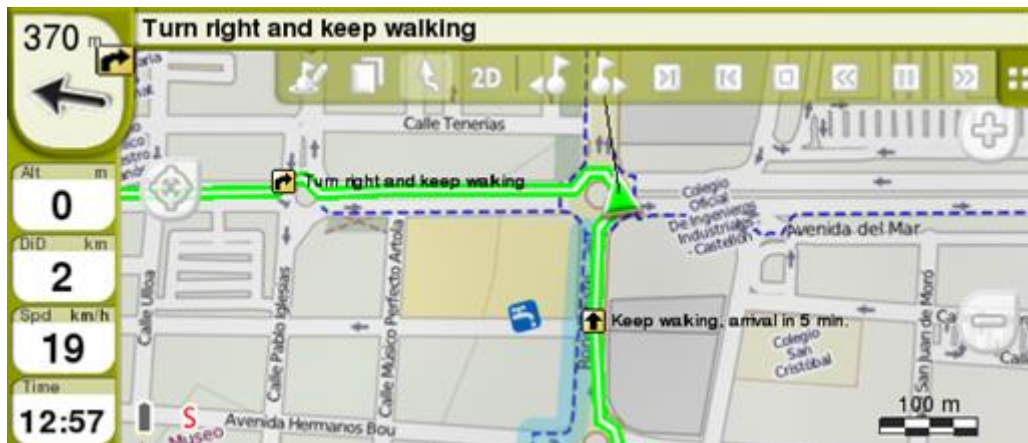 370 m
Turn right and keep walking
2D
Calle Tenerias
Alt m
0
Turn right and keep walking
Colegio
Oficial
De Ingenieros
Industriales
- Castellón
Avenida del Mar
DiD km
2
Calle Ulloa
Calle Pablo Iglesias
Calle Músico Perfecto Artola
Spd km/h
19
Keep walking, arrival in 5 min.
Colegio
San
Cristóbal
San Juan de Moró
Time
12:57
S
Museo
Avenida Hermanos Bou
100 m